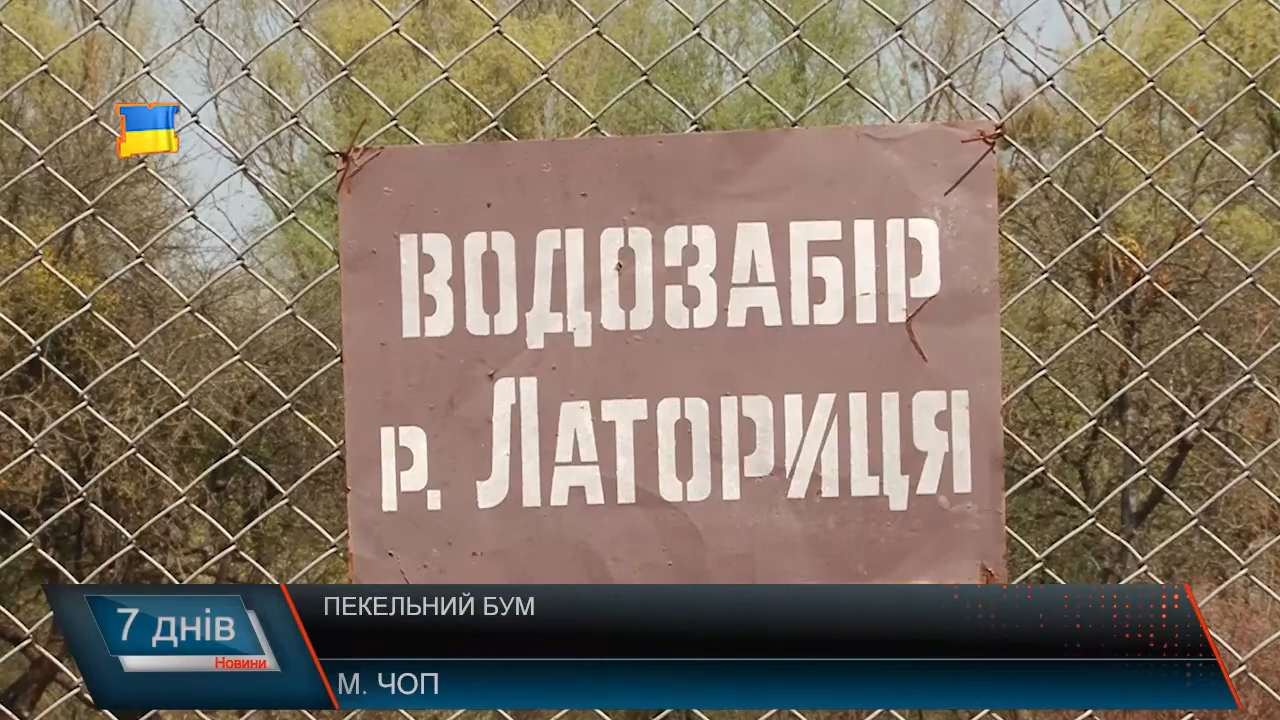 ВОДОЗАБІР
р. ЛАТОРИЦЯ
7 днів
Новини
ПЕКЕЛЬНИЙ БУМ
М. ЧОП